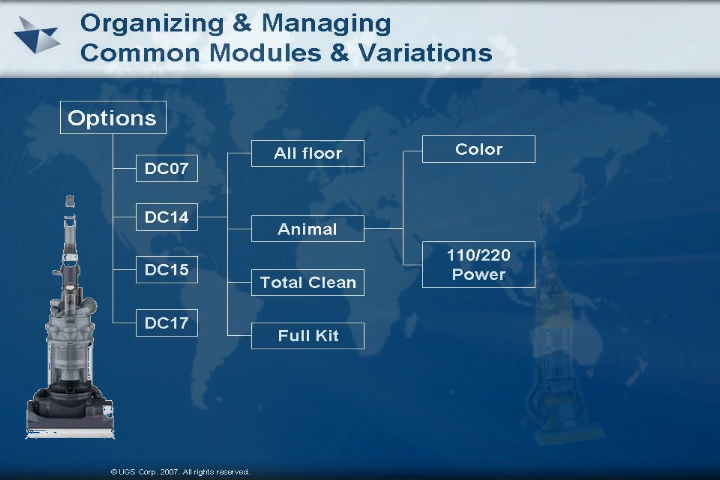 Organizing & Managing
Common Modules & Variations
Options
DC07
DC14
DC15
DC17
All floor
Animal
Total Clean
Full Kit
Color
110/220
Power
© UGS Corp. 2007. All rights reserved.